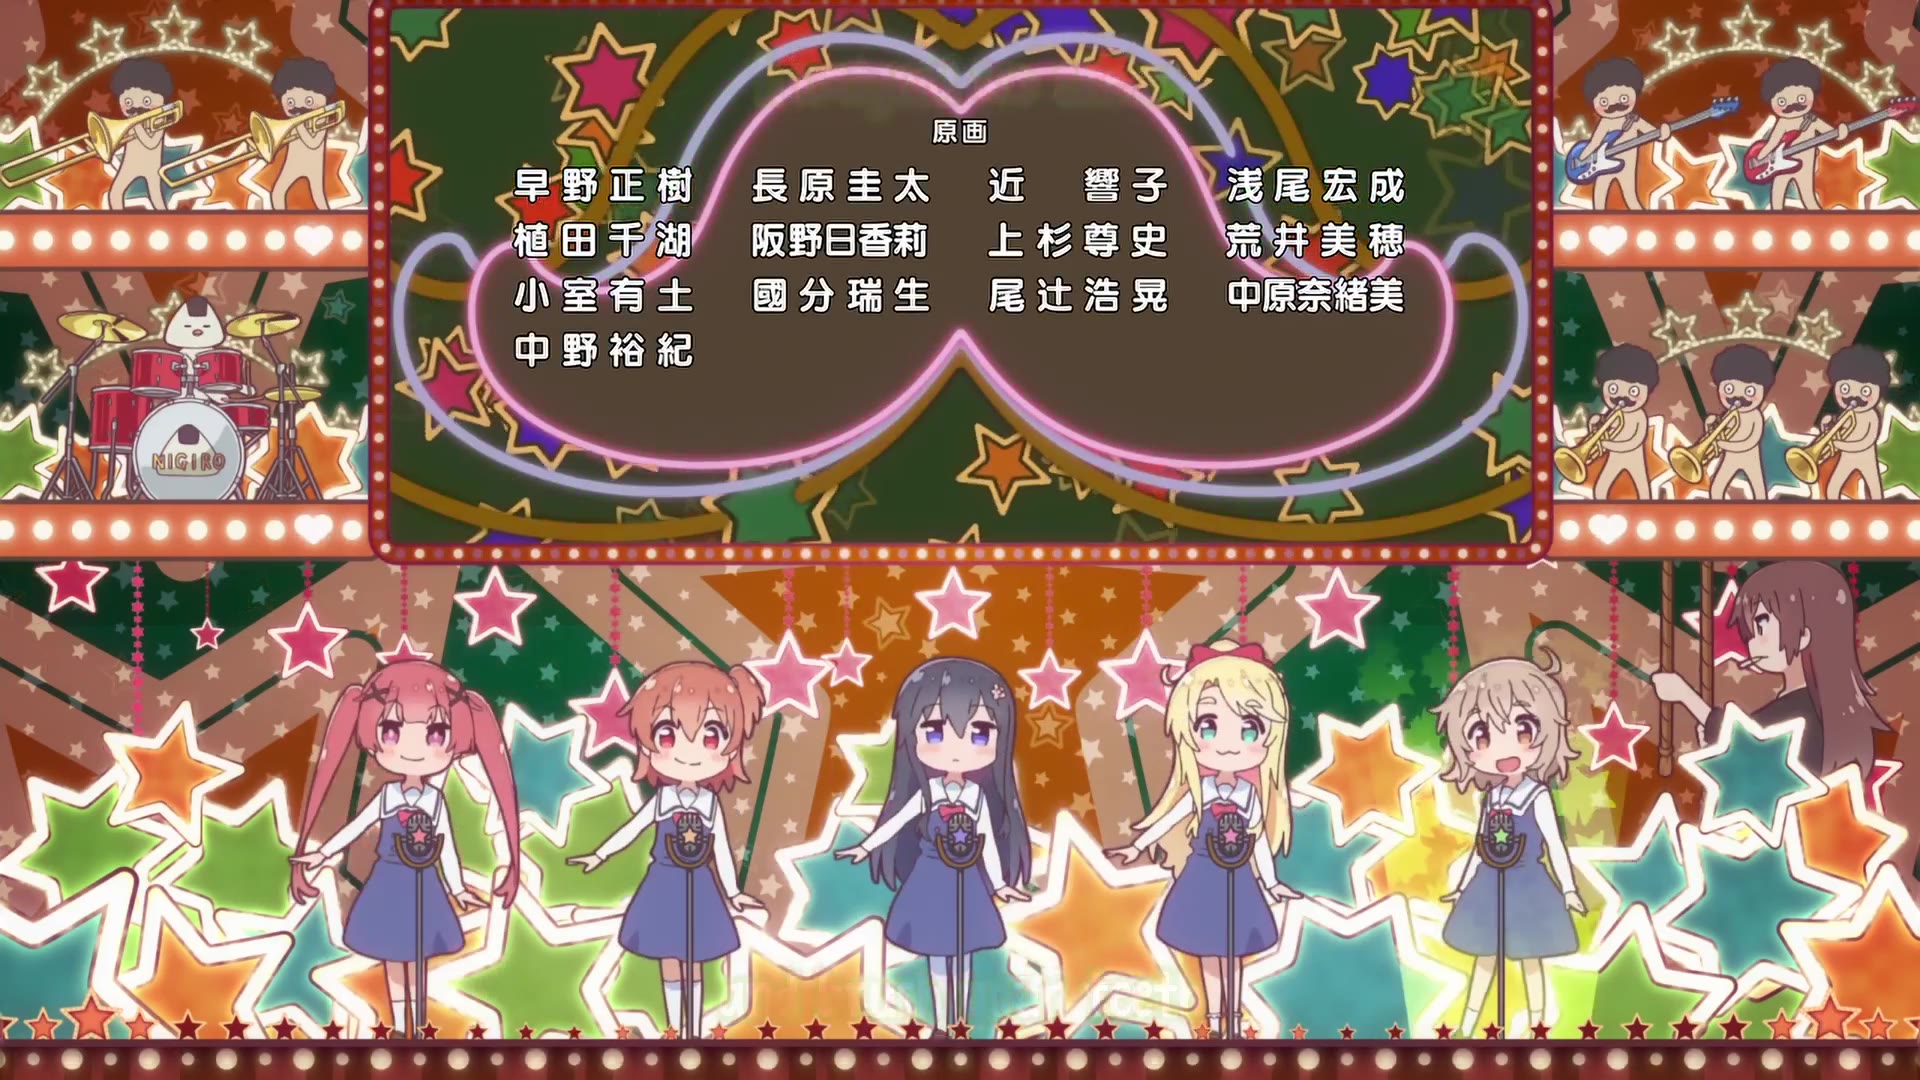 原画
早野正樹 長原圭太 近 響子 浅尾宏成
植田千湖 阪野日香莉 上杉尊史 荒井美穂
小室有土 國分瑞生 尾辻浩晃 中原奈緒美
中野裕紀
NIGIRO